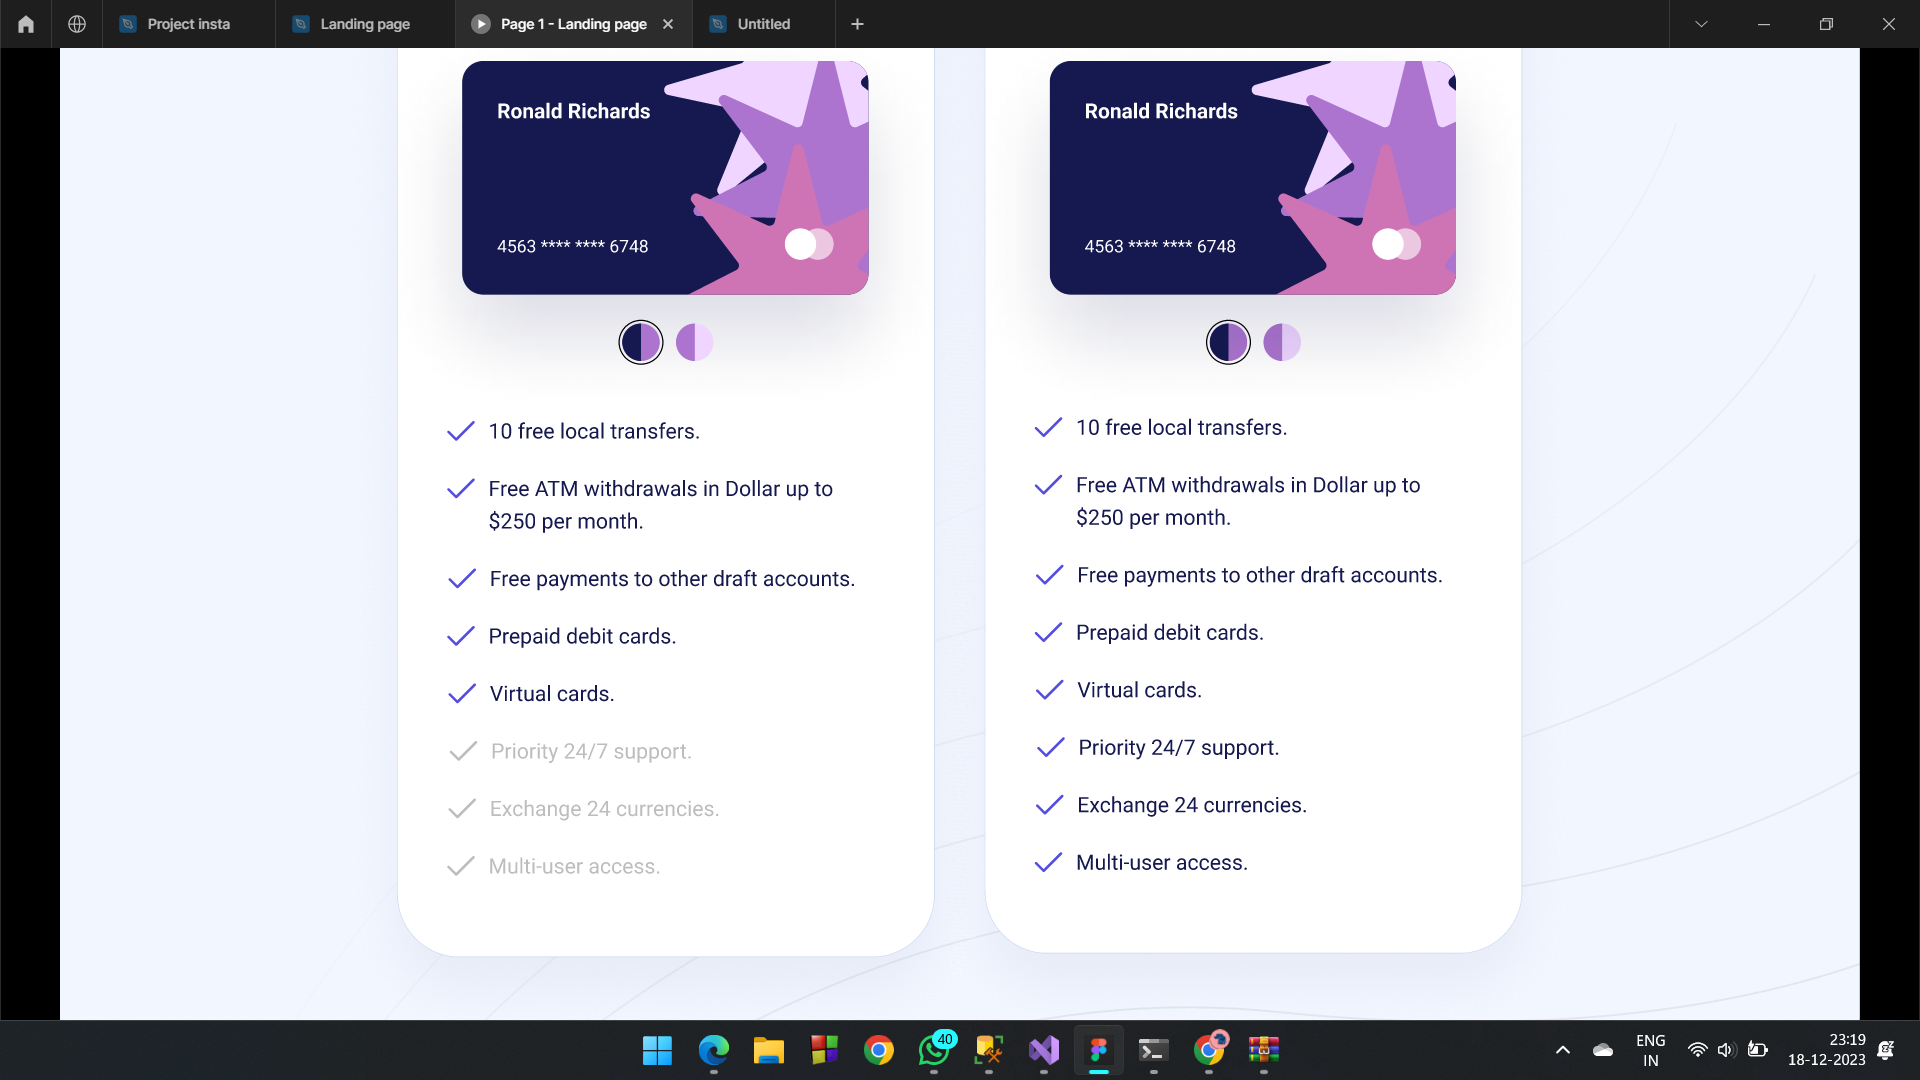 Project insta
Landing page
Page 1 - Landing page
Untitled
Ronald Richards
4563 **** **** 6748
10 free local transfers.
Free ATM withdrawals in Dollar up to
$250 per month.
Free payments to other draft accounts.
Prepaid debit cards.
Virtual cards.
Priority 24/7 support.
Exchange 24 currencies.
Multi-user access.
Ronald Richards
4563 **** **** 6748
10 free local transfers.
Free ATM withdrawals in Dollar up to
$250 per month.
Free payments to other draft accounts.
Prepaid debit cards.
Virtual cards.
Priority 24/7 support.
Exchange 24 currencies.
Multi-user access.
40
ENG
IN
23:19
18-12-2023